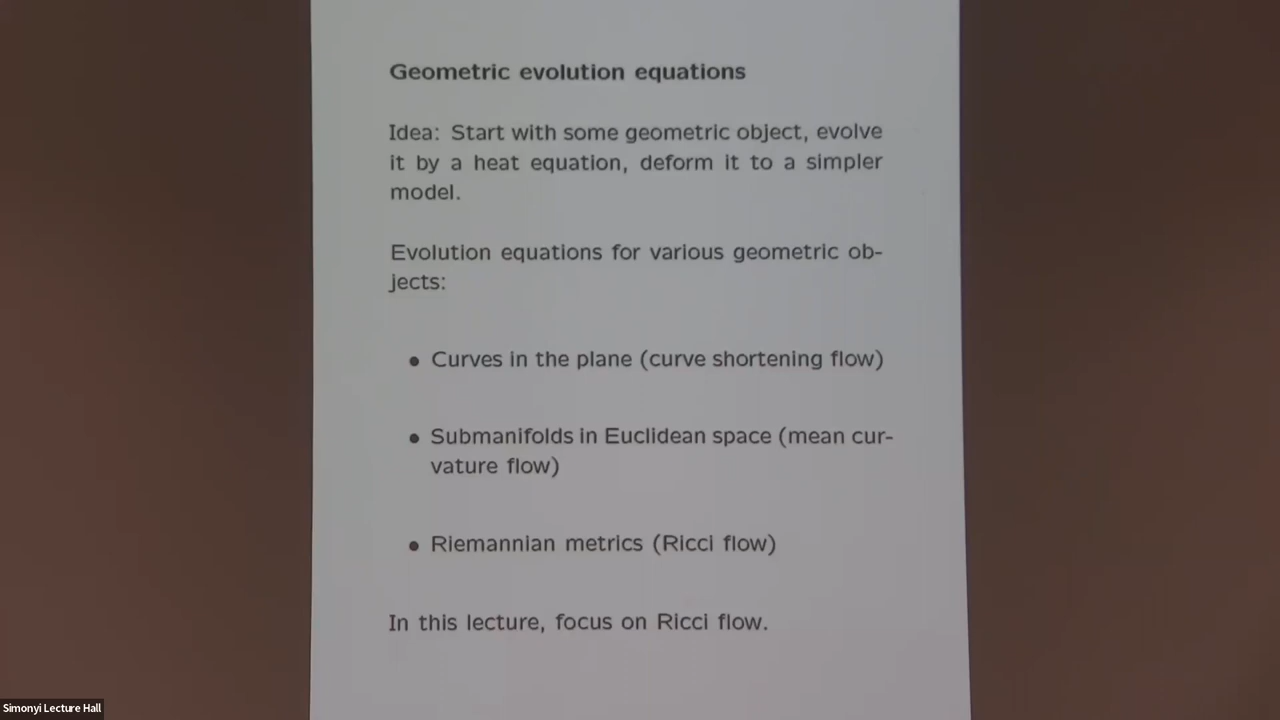 Geometric evolution equations
Idea: Start with some geometric object, evolve
it by a heat equation, deform it to a simpler
model.
Evolution equations for various geometric ob-
jects:
• Curves in the plane (curve shortening flow)
• Submanifolds in Euclidean space (mean cur-
vature flow)
• Riemannian metrics (Ricci flow)
In this lecture, focus on Ricci flow.
Simonyi Lecture Hall